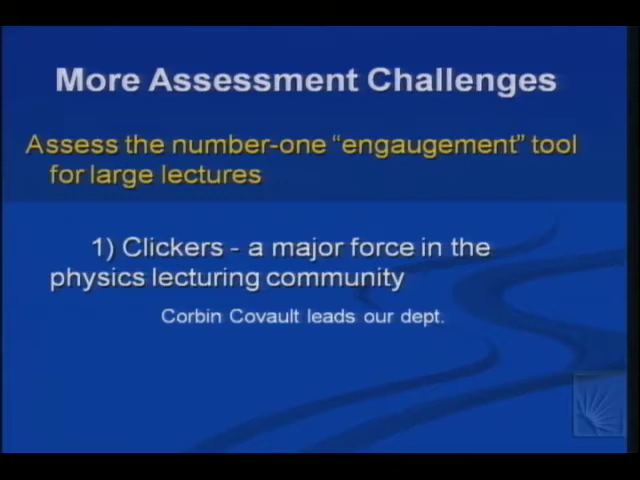 More Assessment Challenges
Assess the number-one “engaugement” tool
for large lectures
1) Clickers - a major force in the
physics lecturing community
Corbin Covault leads our dept.